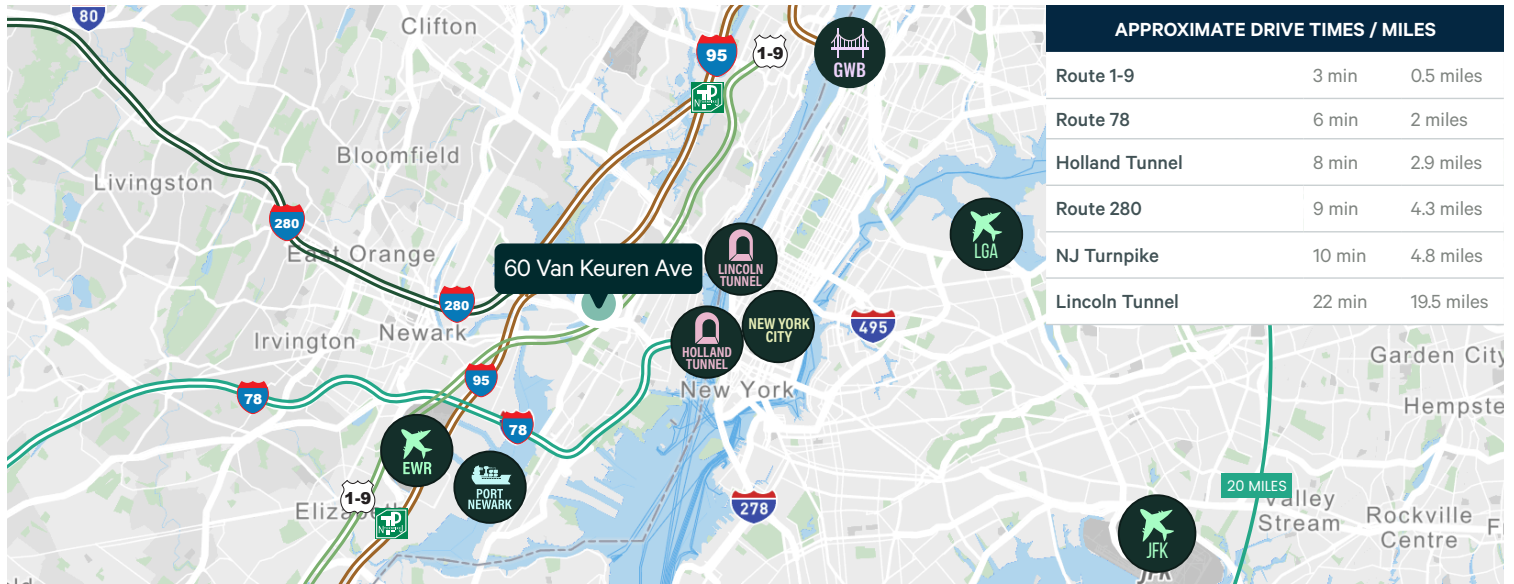 80
Clifton
95
1-9
GWB
TP
Bloomfield
Livingston
280
East Orange
60 Van Keuren Ave
LINCOLN
TUNNEL
LGA
280
Newark
Irvington
HOLLAND
TUNNEL
NEW YORK
CITY
495
New York
95
78
78
EWR
PORT
NEWARK
1-9
TP
278
JFK
20 MILES
Valley
Stream
Rockville
Centre
Garden City
Hempste
APPROXIMATE DRIVE TIMES / MILES
Route 1-9 3 min 0.5 miles
Route 78 6 min 2 miles
Holland Tunnel 8 min 2.9 miles
Route 280 9 min 4.3 miles
NJ Turnpike 10 min 4.8 miles
Lincoln Tunnel 22 min 19.5 miles